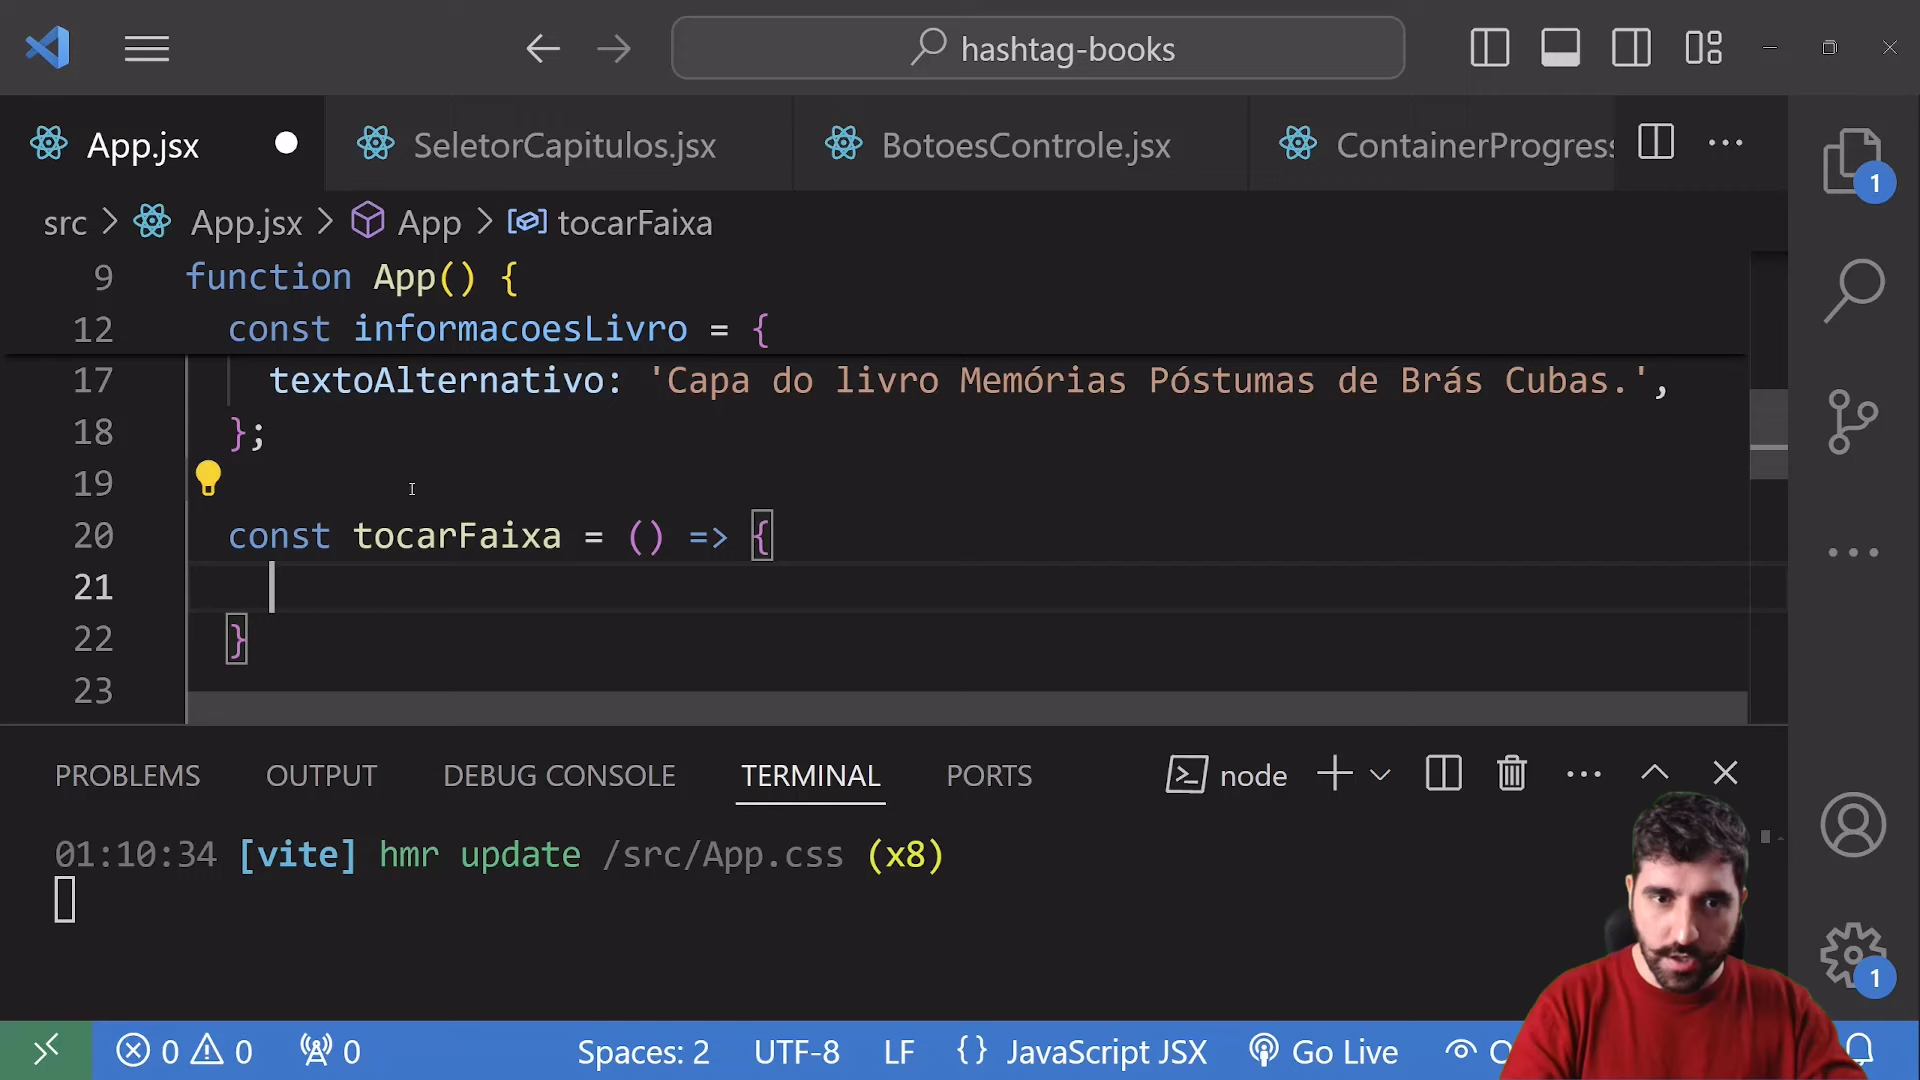 hashtag-books
App.jsx
SeletorCapitulos.jsx
BotoesControle.jsx
ContainerProgress
1
src > App.jsx > App > tocarFaixa
9 function App() {
12 const informacoesLivro = {
17 textoAlternativo: 'Capa do livro Memórias Póstumas de Brás Cubas.',
18 };
19
20 const tocarFaixa = () => {
21
22 }
23
PROBLEMS OUTPUT DEBUG CONSOLE TERMINAL PORTS
node
01:10:34 [vite] hmr update /src/App.css (x8)
1
0 0 0 Spaces: 2 UTF-8 LF {} JavaScript JSX Go Live